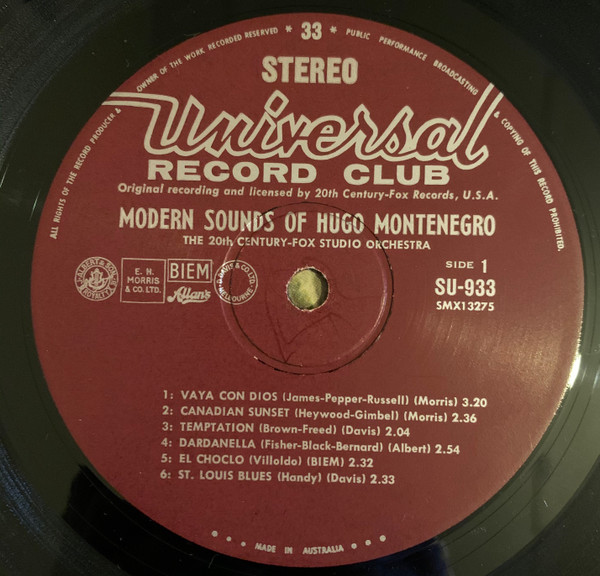 ALL RIGHTS OF THE RECORD PRODUCER & OWNER OF THE WORK RECORDED RESERVED * 33 * PUBLIC PERFORMANCE BROADCASTING & COPYING OF THIS RECORD PROHIBITED.
STEREO
Universal
RECORD CLUB
Original recording and licensed by 20th Century-Fox Records, U.S.A.
MODERN SOUNDS OF HUGO MONTENEGRO
THE 20th CENTURY-FOX STUDIO ORCHESTRA
E. H. MORRIS & CO. LTD.
BIEM
Allan's
SIDE 1
SU-933
SMX13275
1: VAYA CON DIOS (James-Pepper-Russell) (Morris) 3.20
2: CANADIAN SUNSET (Heywood-Gimbel) (Morris) 2.36
3: TEMPTATION (Brown-Freed) (Davis) 2.04
4: DARDANELLA (Fisher-Black-Bernard) (Albert) 2.54
5: EL CHOCLO (Villoldo) (BIEM) 2.32
6: ST. LOUIS BLUES (Handy) (Davis) 2.33
MADE IN AUSTRALIA